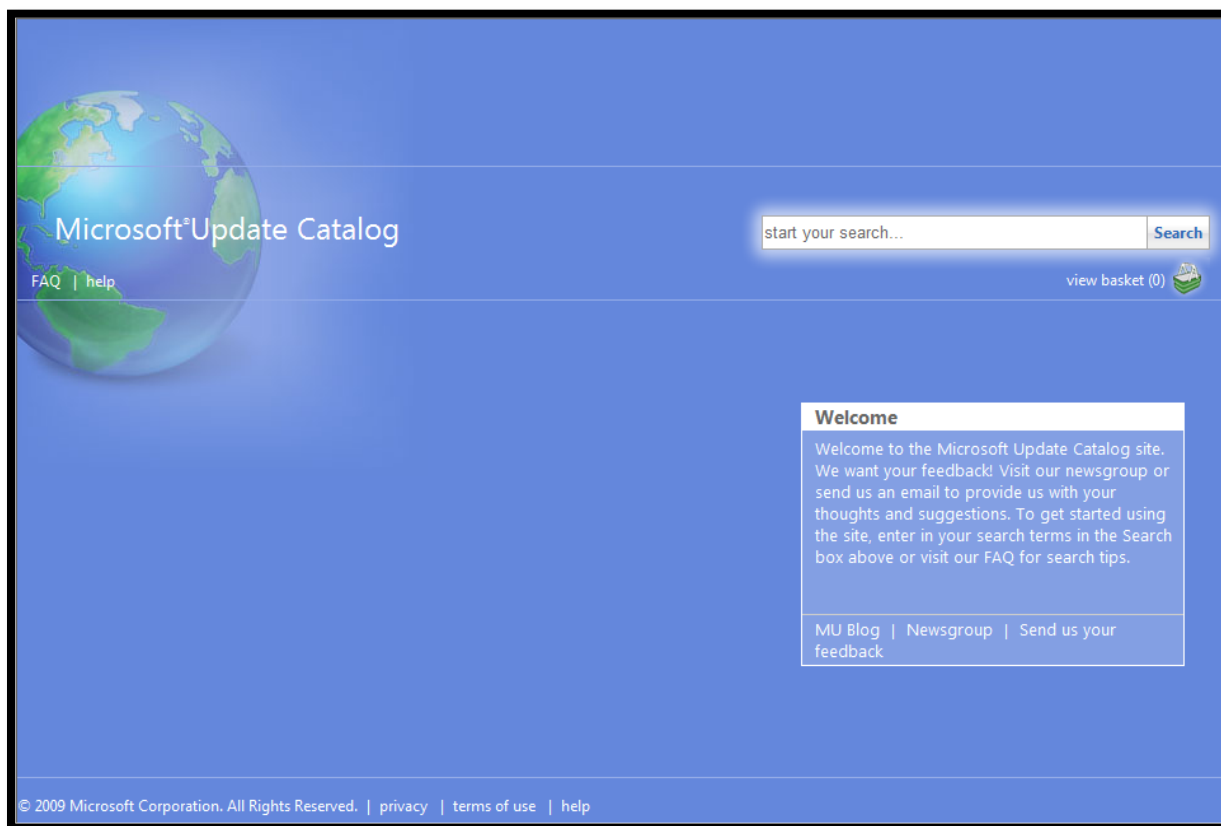 Microsoft®Update Catalog
start your search...
Search
FAQ | help
view basket (0)
Welcome
Welcome to the Microsoft Update Catalog site.
We want your feedback! Visit our newsgroup or
send us an email to provide us with your
thoughts and suggestions. To get started using
the site, enter in your search terms in the Search
box above or visit our FAQ for search tips.
MU Blog | Newsgroup | Send us your
feedback
© 2009 Microsoft Corporation. All Rights Reserved. | privacy | terms of use | help